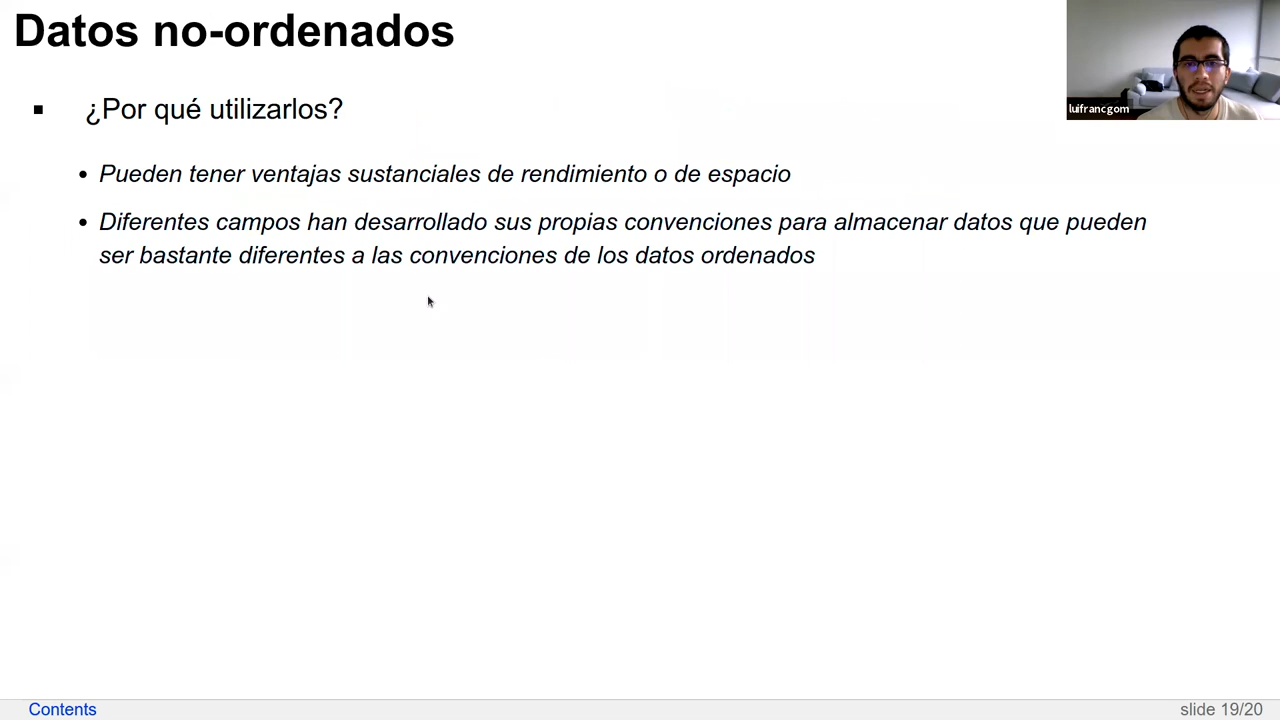 Datos no-ordenados
¿Por qué utilizarlos?
Pueden tener ventajas sustanciales de rendimiento o de espacio
Diferentes campos han desarrollado sus propias convenciones para almacenar datos que pueden
ser bastante diferentes a las convenciones de los datos ordenados
luifrancgom
Contents
slide 19/20